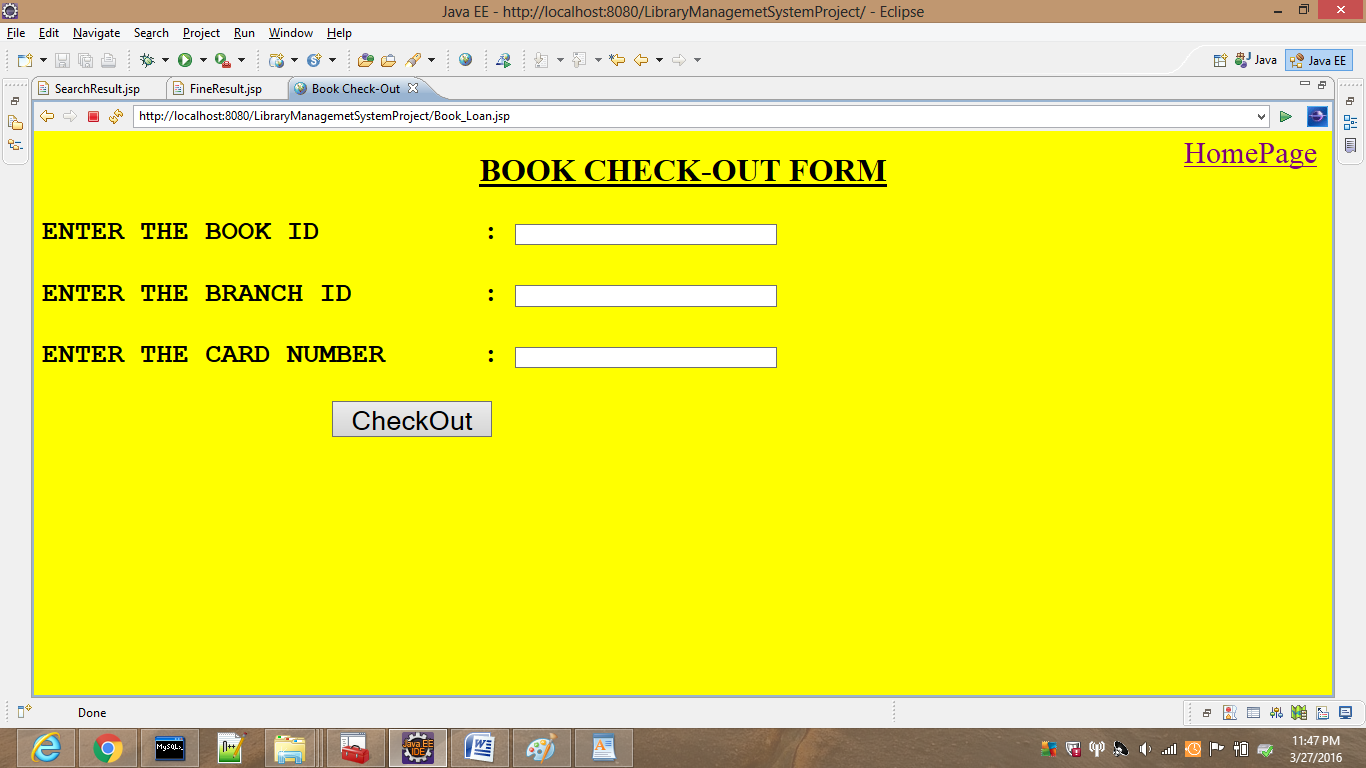 Java EE - http://localhost:8080/LibraryManagemetSystemProject/ - Eclipse
File Edit Navigate Search Project Run Window Help
Java Java EE
SearchResult.jsp FineResult.jsp Book Check-Out
http://localhost:8080/LibraryManagemetSystemProject/Book_Loan.jsp
HomePage
BOOK CHECK-OUT FORM
ENTER THE BOOK ID :
ENTER THE BRANCH ID :
ENTER THE CARD NUMBER :
CheckOut
Done
11:47 PM
3/27/2016